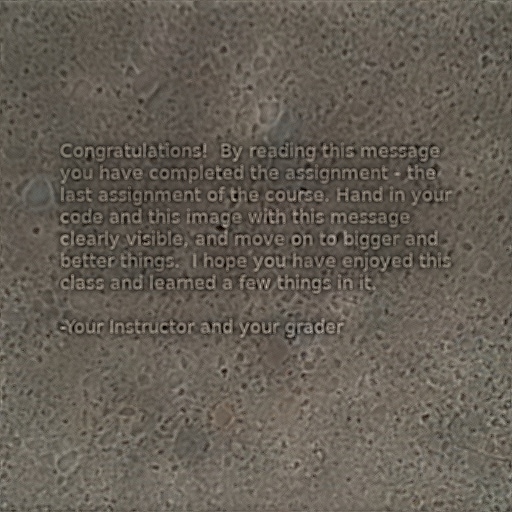 Congratulations!  By reading this message
you have completed the assignment - the
last assignment of the course. Hand in your
code and this image with this message
clearly visible, and move on to bigger and
better things.  I hope you have enjoyed this
class and learned a few things in it.

-Your Instructor and your grader